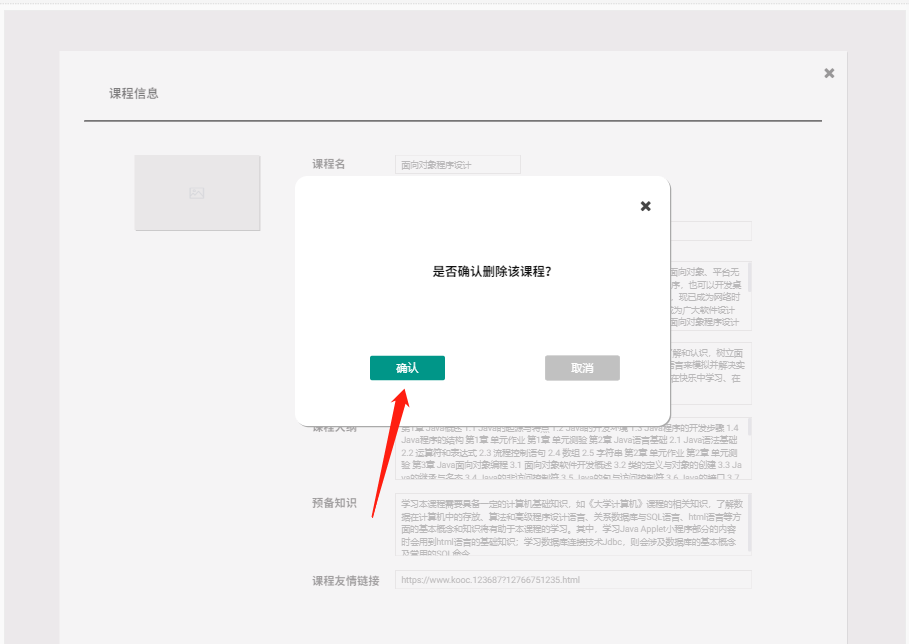 课程信息
课程名
面向对象程序设计
面向对象、平台无
序，也可以开发桌
，现已成为网络时
为广大软件设计
面向对象程序设计
是否确认删除该课程?
解和认识，树立面
言来模拟并解决实
在快乐中学习、在
确认
取消
课程大纲
第1章 Java概述 1.1 Java的起源与特点 1.2 Java的开发环境 1.3 Java程序的开发步骤 1.4
Java程序的结构 第1章 单元作业 第1章 单元测验 第2章 Java语言基础 2.1 Java语法基础
2.2 运算符和表达式 2.3 流程控制语句 2.4 数组 2.5 字符串 第2章 单元作业 第2章 单元测
验 第3章 Java面向对象编程 3.1 面向对象软件开发概述 3.2 类的定义与对象的创建 3.3 Ja
va的继承与多态 3.4 Java的非访问控制符 3.5 Java的包与访问控制符 3.6 Java的接口 3.7
预备知识
学习本课程需要具备一定的计算机基础知识，如《大学计算机》课程的相关知识，了解数
据在计算机中的存放、算法和高级程序设计语言、关系数据库与SQL语言、html语言等方
面的基本概念和知识将有助于本课程的学习。其中，学习Java Applet小程序部分的内容
时会用到html语言的基础知识；学习数据库连接技术Jdbc，则会涉及数据库的基本概念
及常用的SQL命令
课程友情链接
https://www.kooc.123687?12766751235.html